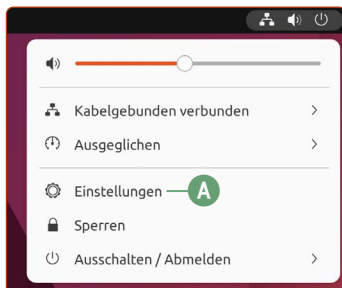 Kabelgebunden verbunden
Ausgeglichen
Einstellungen A
Sperren
Ausschalten / Abmelden